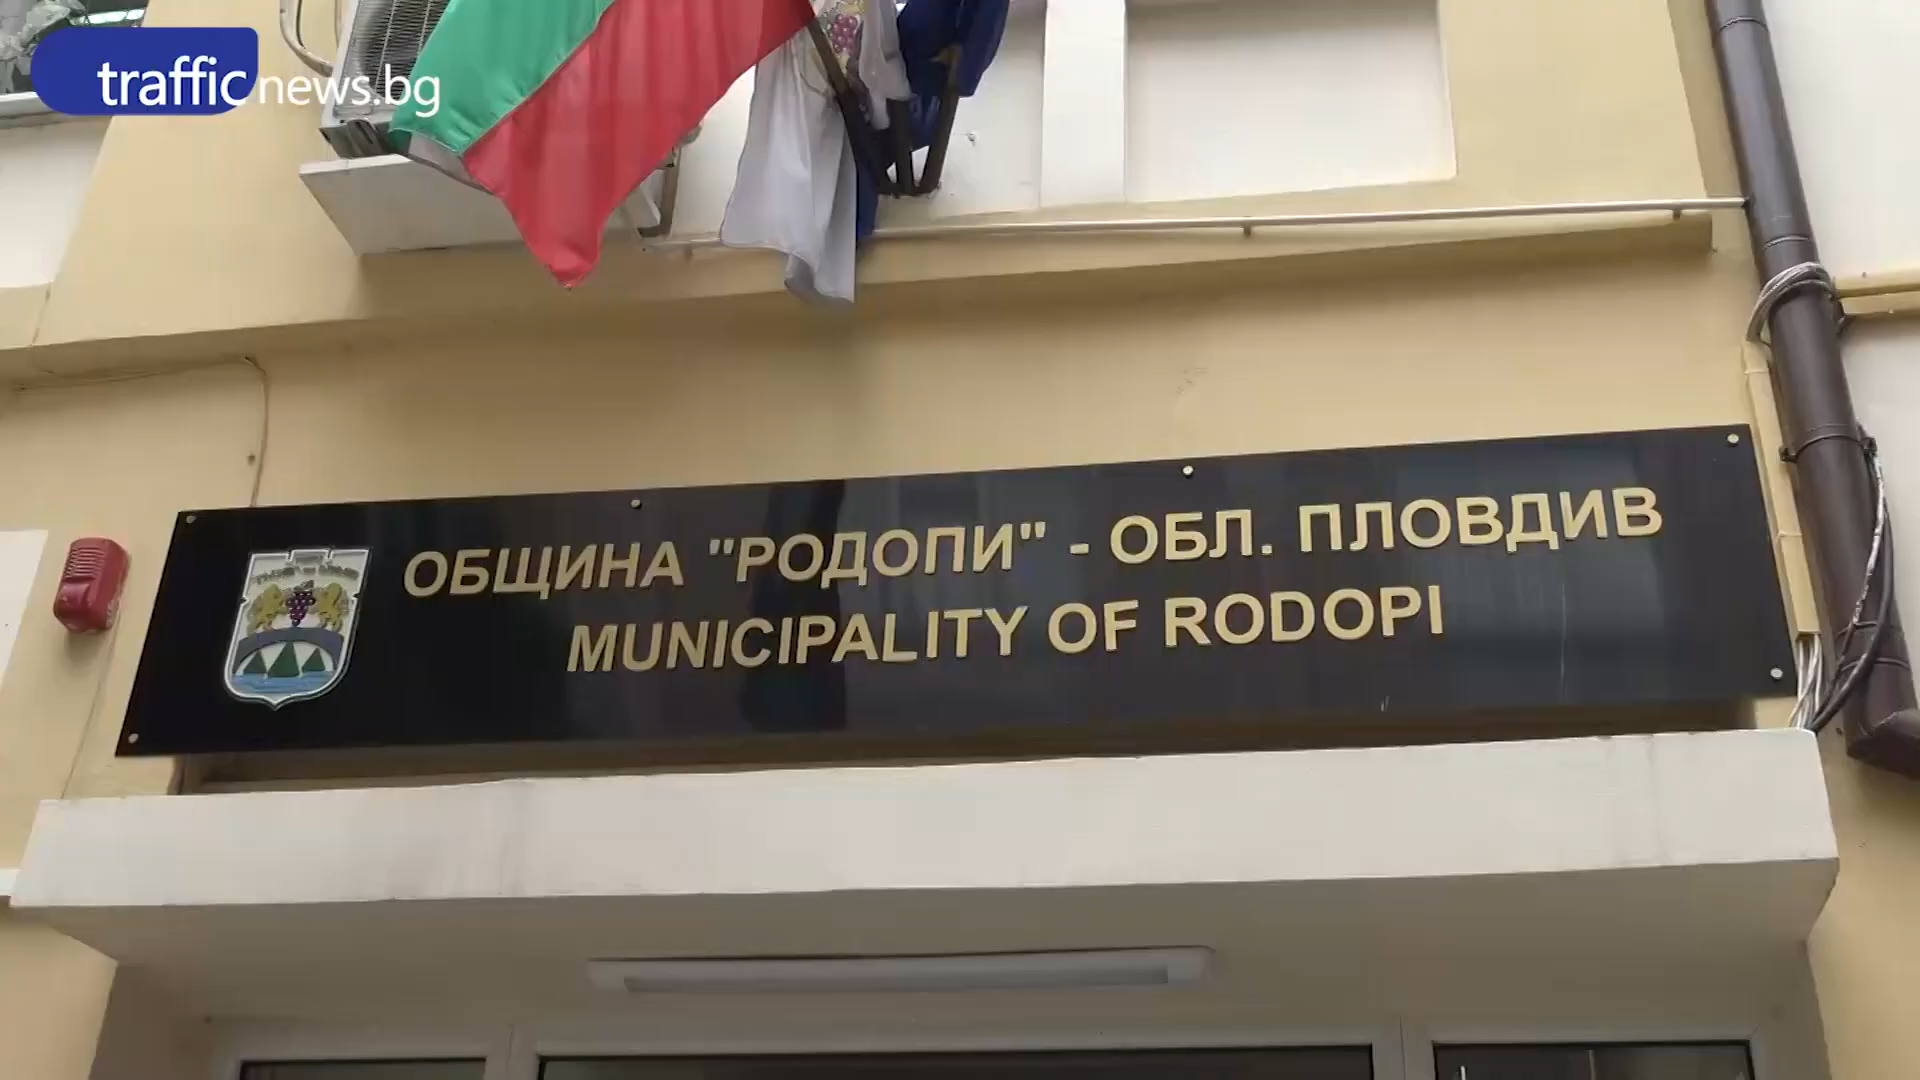 trafficnews.bg
ОБЩИНА "РОДОПИ" - ОБЛ. ПЛОВДИВ
MUNICIPALITY OF RODOPI